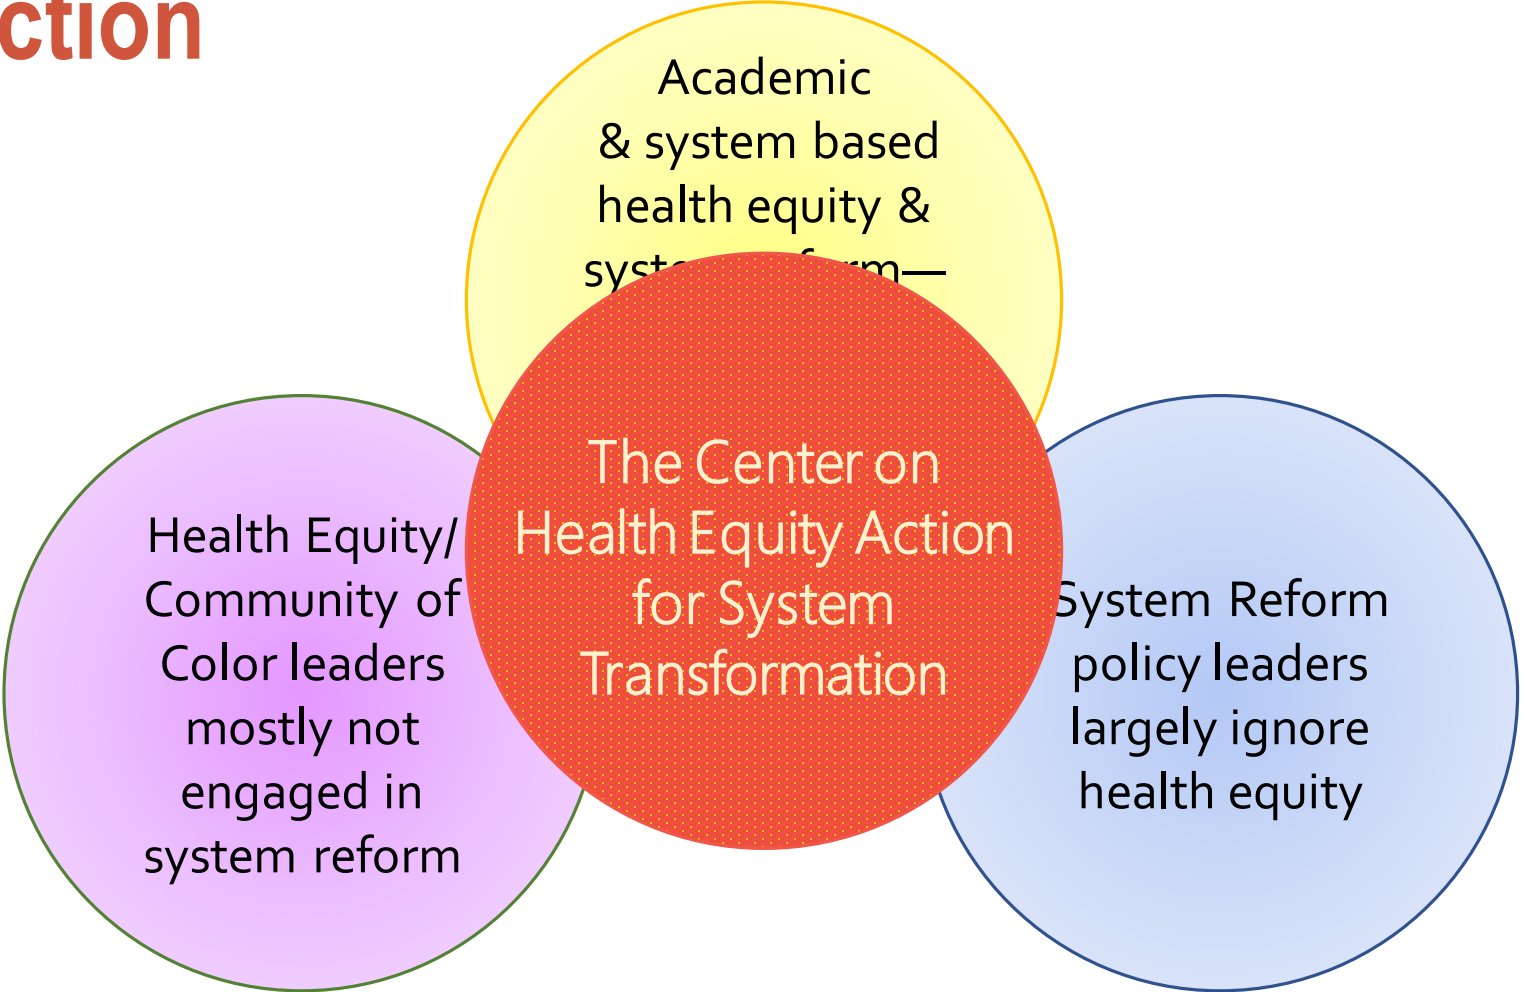 ction
Academic
& system based
health equity &
The Center on
Health Equity Action
for System
Transformation
Health Equity/
Community of
Color leaders
mostly not
engaged in
system reform
System Reform
policy leaders
largely ignore
health equity